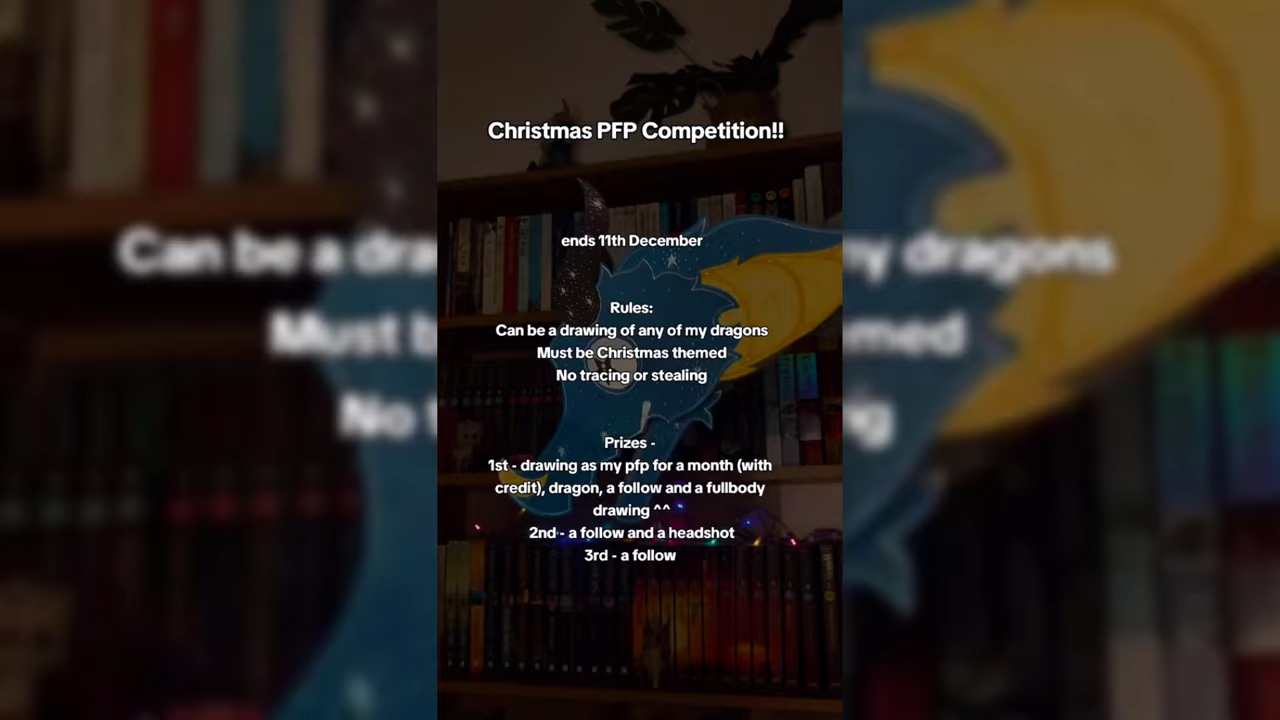 Christmas PFP Competition!!
ends 11th December
Rules:
Can be a drawing of any of my dragons
Must be Christmas themed
No tracing or stealing
Prizes -
1st - drawing as my pfp for a month (with
credit), dragon, a follow and a fullbody
drawing ^^
2nd - a follow and a headshot
3rd - a follow